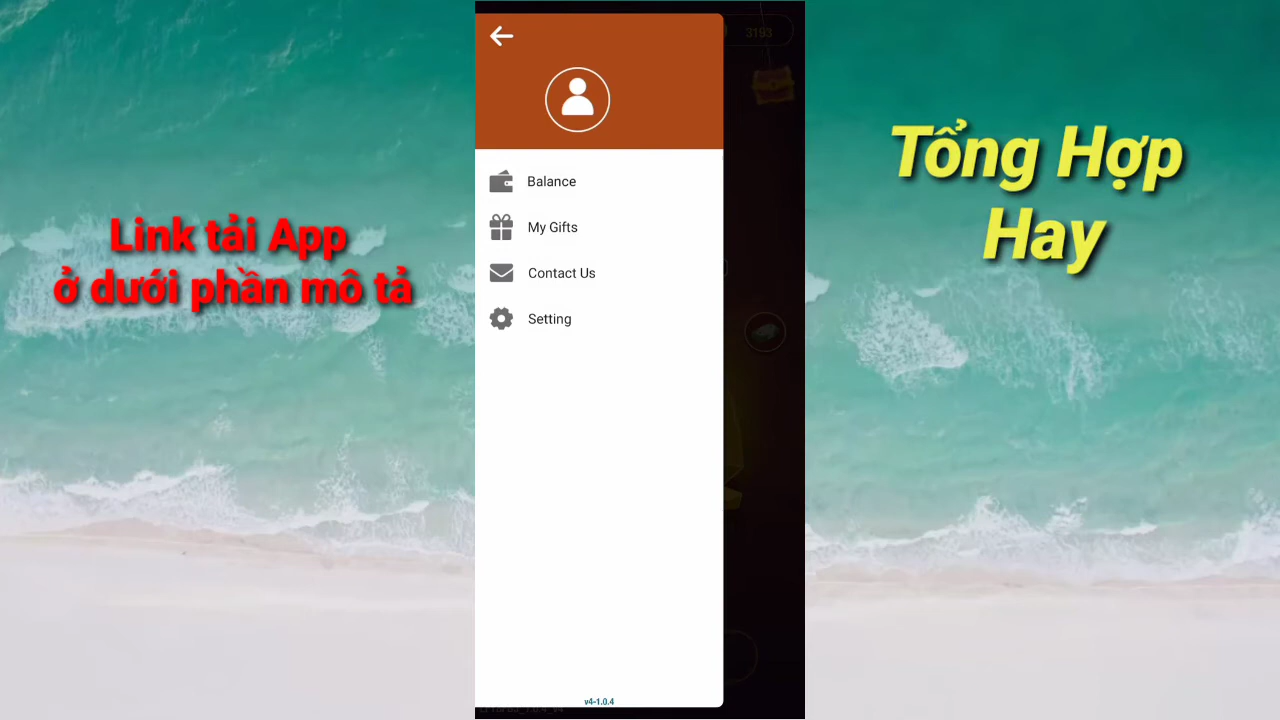 Link tải App
ở dưới phần mô tả
3193
Balance
My Gifts
Contact Us
Setting
v4-1.0.4
Tổng Hợp
Hay